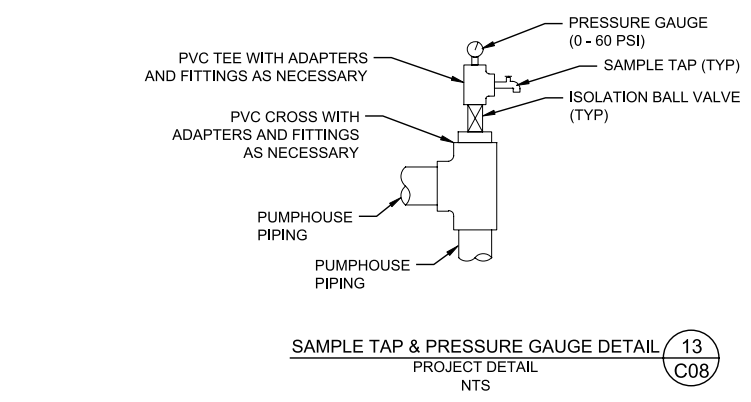 PRESSURE GAUGE
(0 - 60 PSI)
PVC TEE WITH ADAPTERS
AND FITTINGS AS NECESSARY
SAMPLE TAP (TYP)
ISOLATION BALL VALVE
(TYP)
PVC CROSS WITH
ADAPTERS AND FITTINGS
AS NECESSARY
PUMPHOUSE
PIPING
PUMPHOUSE
PIPING
SAMPLE TAP & PRESSURE GAUGE DETAIL
13
C08
PROJECT DETAIL
NTS